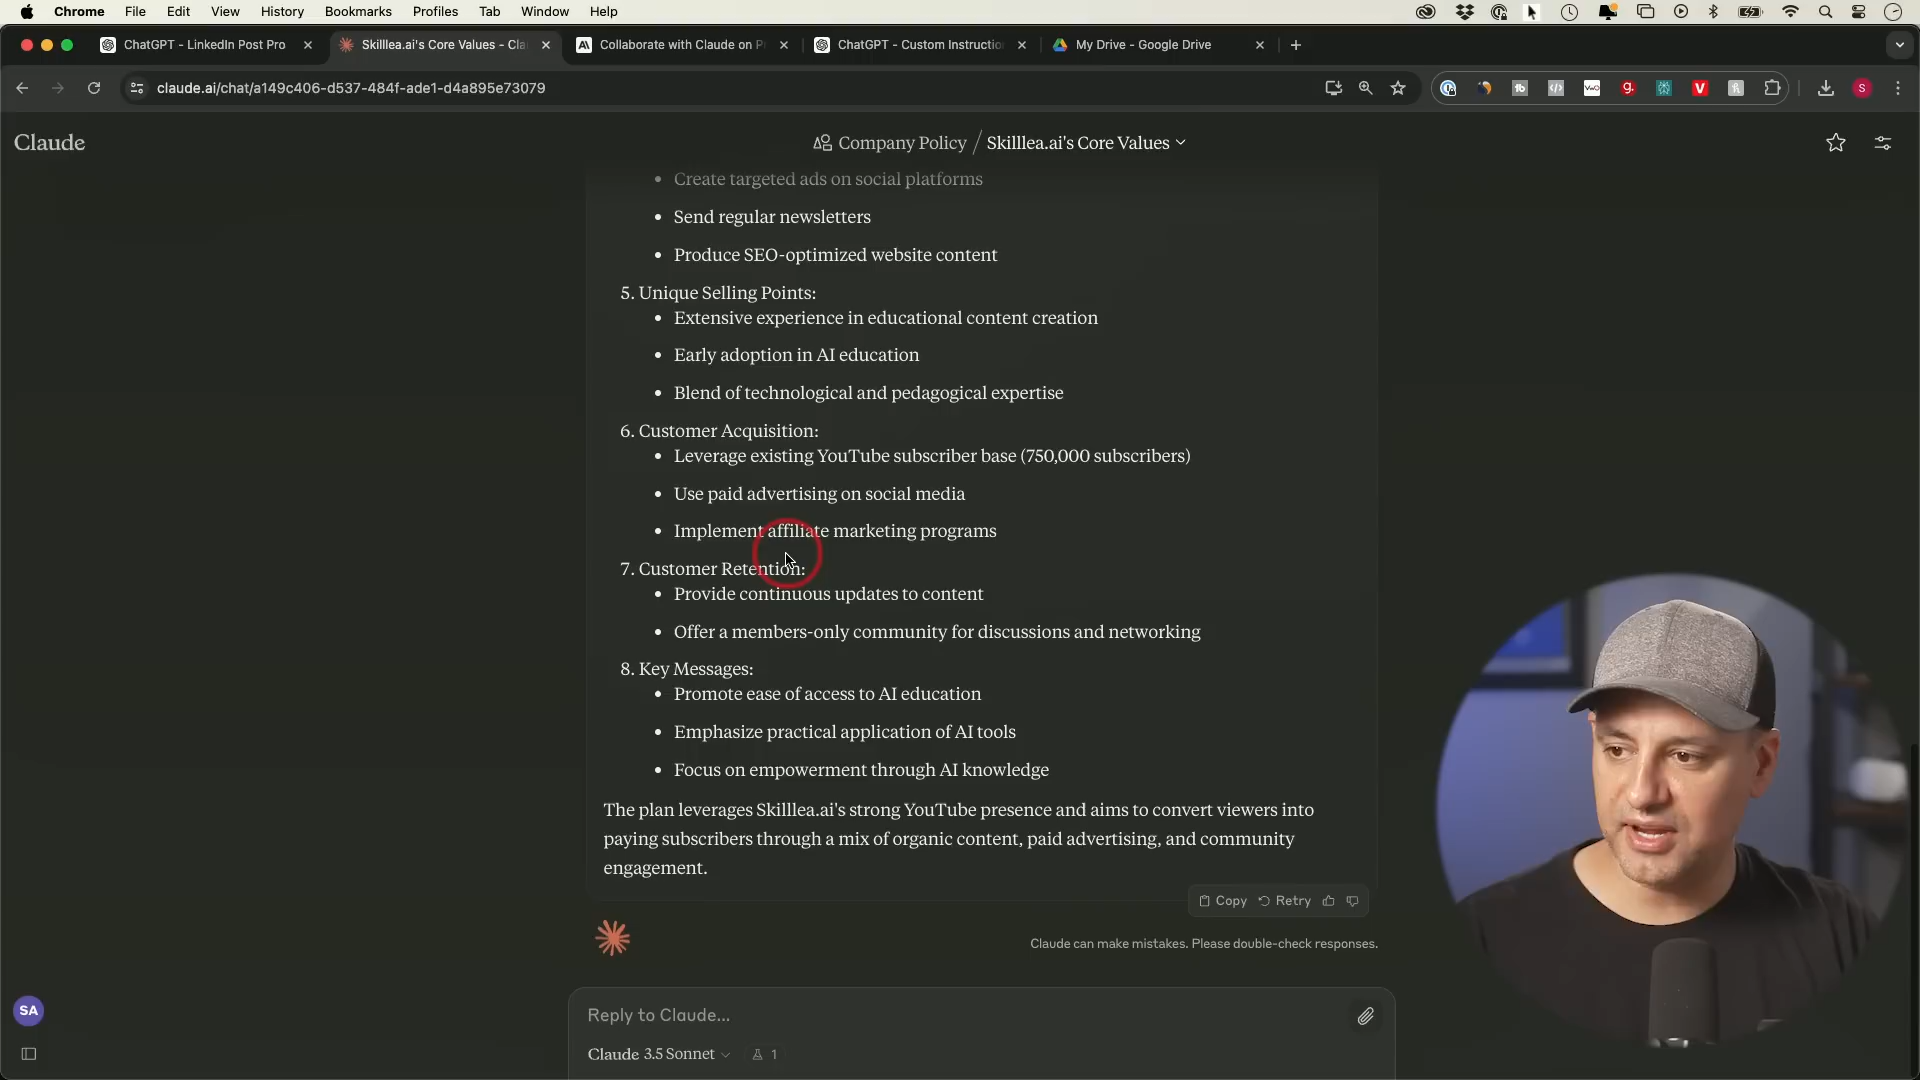 Chrome File Edit View History Bookmarks Profiles Tab Window Help
ChatGPT - LinkedIn Post Pro
Skilllea.ai's Core Values - Cla
Collaborate with Claude on P
ChatGPT - Custom Instructio
My Drive - Google Drive
claude.ai/chat/a149c406-d537-484f-ade1-d4a895e73079
S
Claude
Company Policy / Skilllea.ai's Core Values
• Create targeted ads on social platforms
• Send regular newsletters
• Produce SEO-optimized website content
5. Unique Selling Points:
• Extensive experience in educational content creation
• Early adoption in AI education
• Blend of technological and pedagogical expertise
6. Customer Acquisition:
• Leverage existing YouTube subscriber base (750,000 subscribers)
• Use paid advertising on social media
• Implement affiliate marketing programs
7. Customer Retention:
• Provide continuous updates to content
• Offer a members-only community for discussions and networking
8. Key Messages:
• Promote ease of access to AI education
• Emphasize practical application of AI tools
• Focus on empowerment through AI knowledge
The plan leverages Skilllea.ai's strong YouTube presence and aims to convert viewers into
paying subscribers through a mix of organic content, paid advertising, and community
engagement.
Copy Retry
Claude can make mistakes. Please double-check responses.
SA
Reply to Claude...
Claude 3.5 Sonnet 1